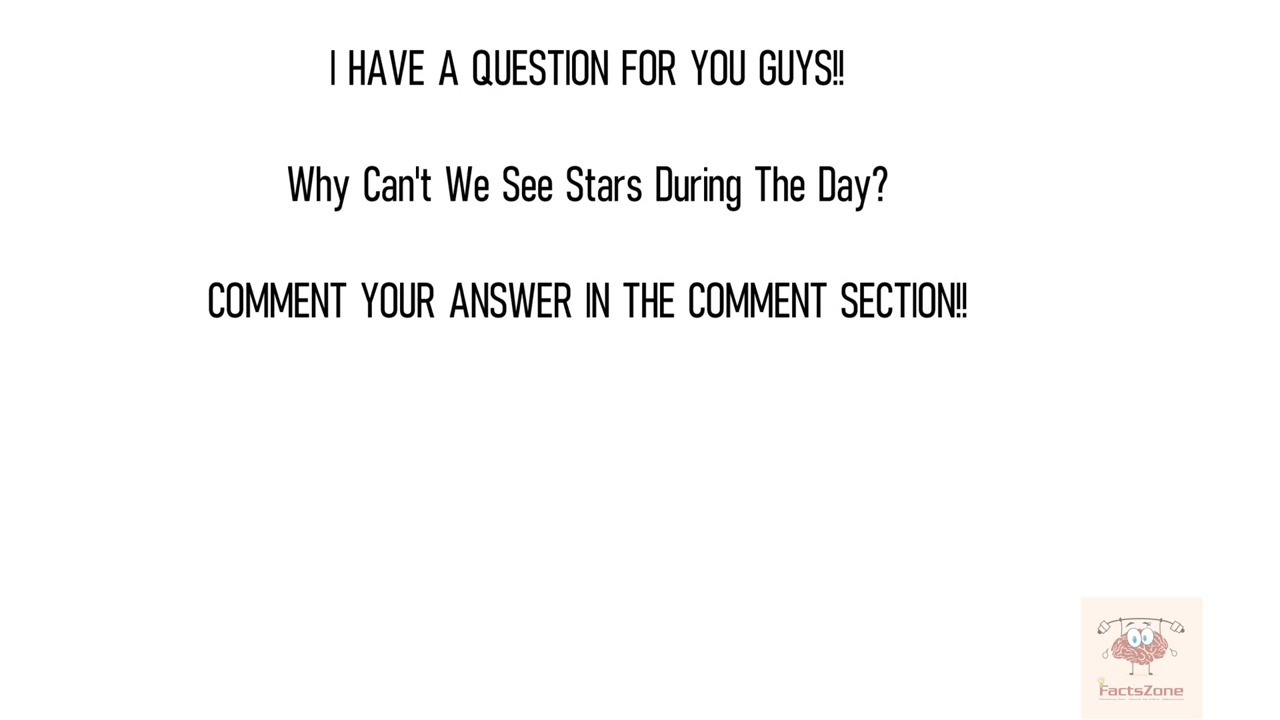 I HAVE A QUESTION FOR YOU GUYS!!
Why Can't We See Stars During The Day?
COMMENT YOUR ANSWER IN THE COMMENT SECTION!!
FactsZone